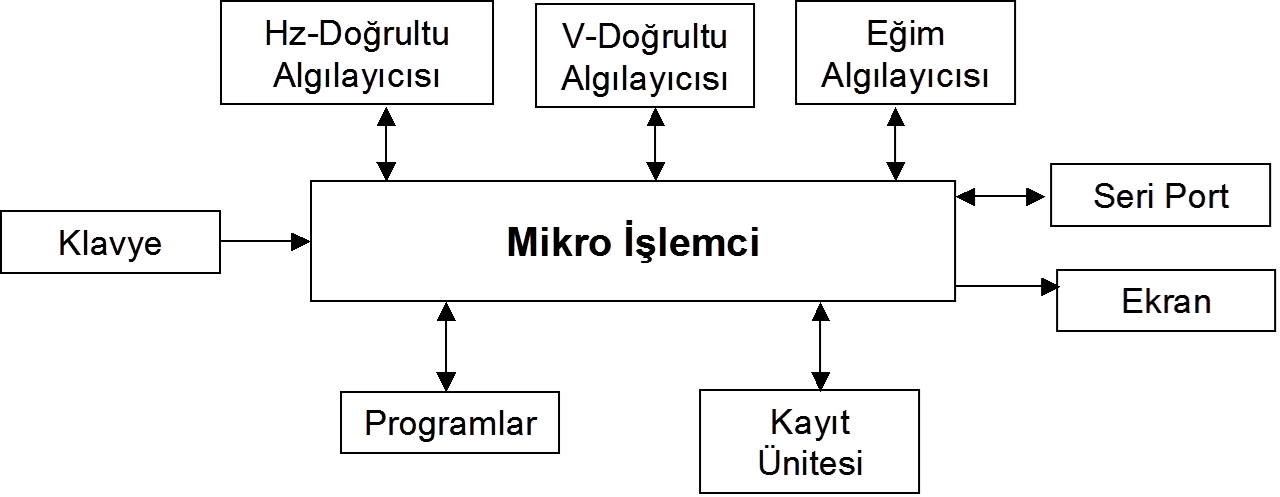 Hz-Doğrultu
Algılayıcısı
V-Doğrultu
Algılayıcısı
Eğim
Algılayıcısı
Seri Port
Klavye
Mikro İşlemci
Ekran
Programlar
Kayıt
Ünitesi